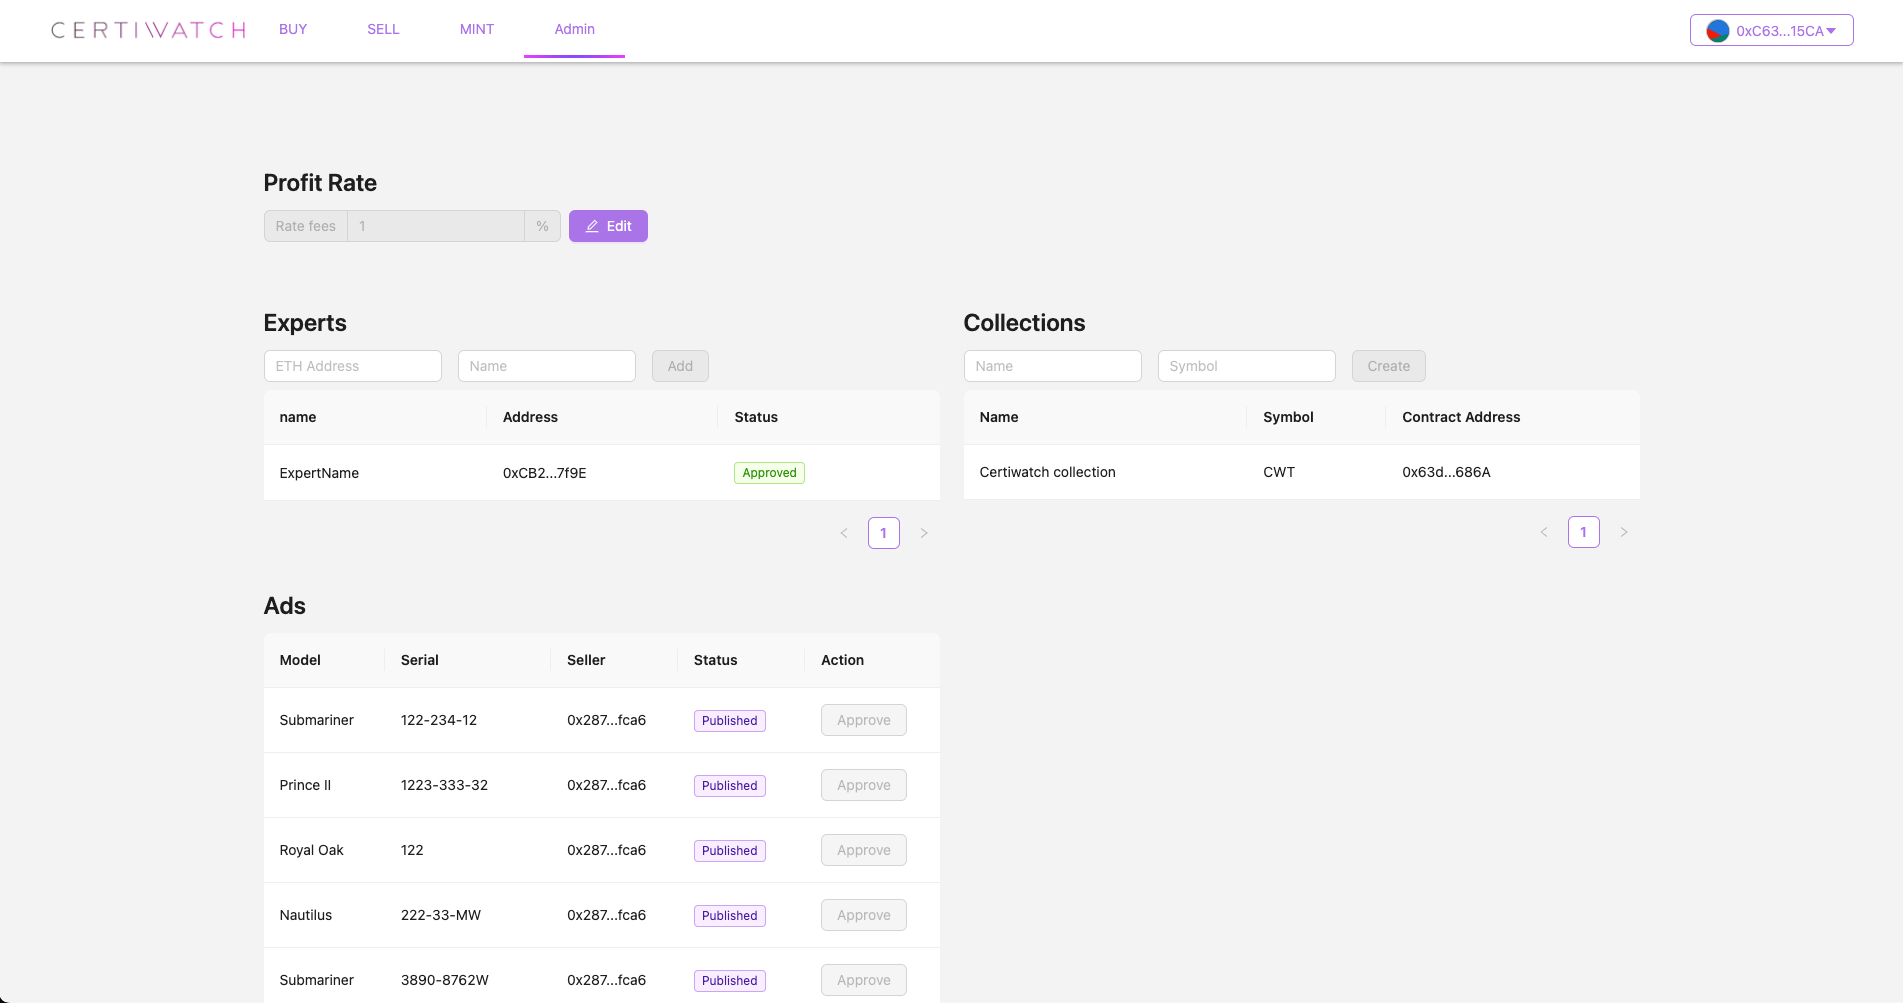 CERTIWATCH BUY SELL MINT Admin 0xC63...15CA
Profit Rate
Rate fees 1 % Edit
Experts
ETH Address Name Add
name Address Status
ExpertName 0xCB2...7f9E Approved
1
Collections
Name Symbol Create
Name Symbol Contract Address
Certiwatch collection CWT 0x63d...686A
1
Ads
Model Serial Seller Status Action
Submariner 122-234-12 0x287...fca6 Published Approve
Prince II 1223-333-32 0x287...fca6 Published Approve
Royal Oak 122 0x287...fca6 Published Approve
Nautilus 222-33-MW 0x287...fca6 Published Approve
Submariner 3890-8762W 0x287...fca6 Published Approve